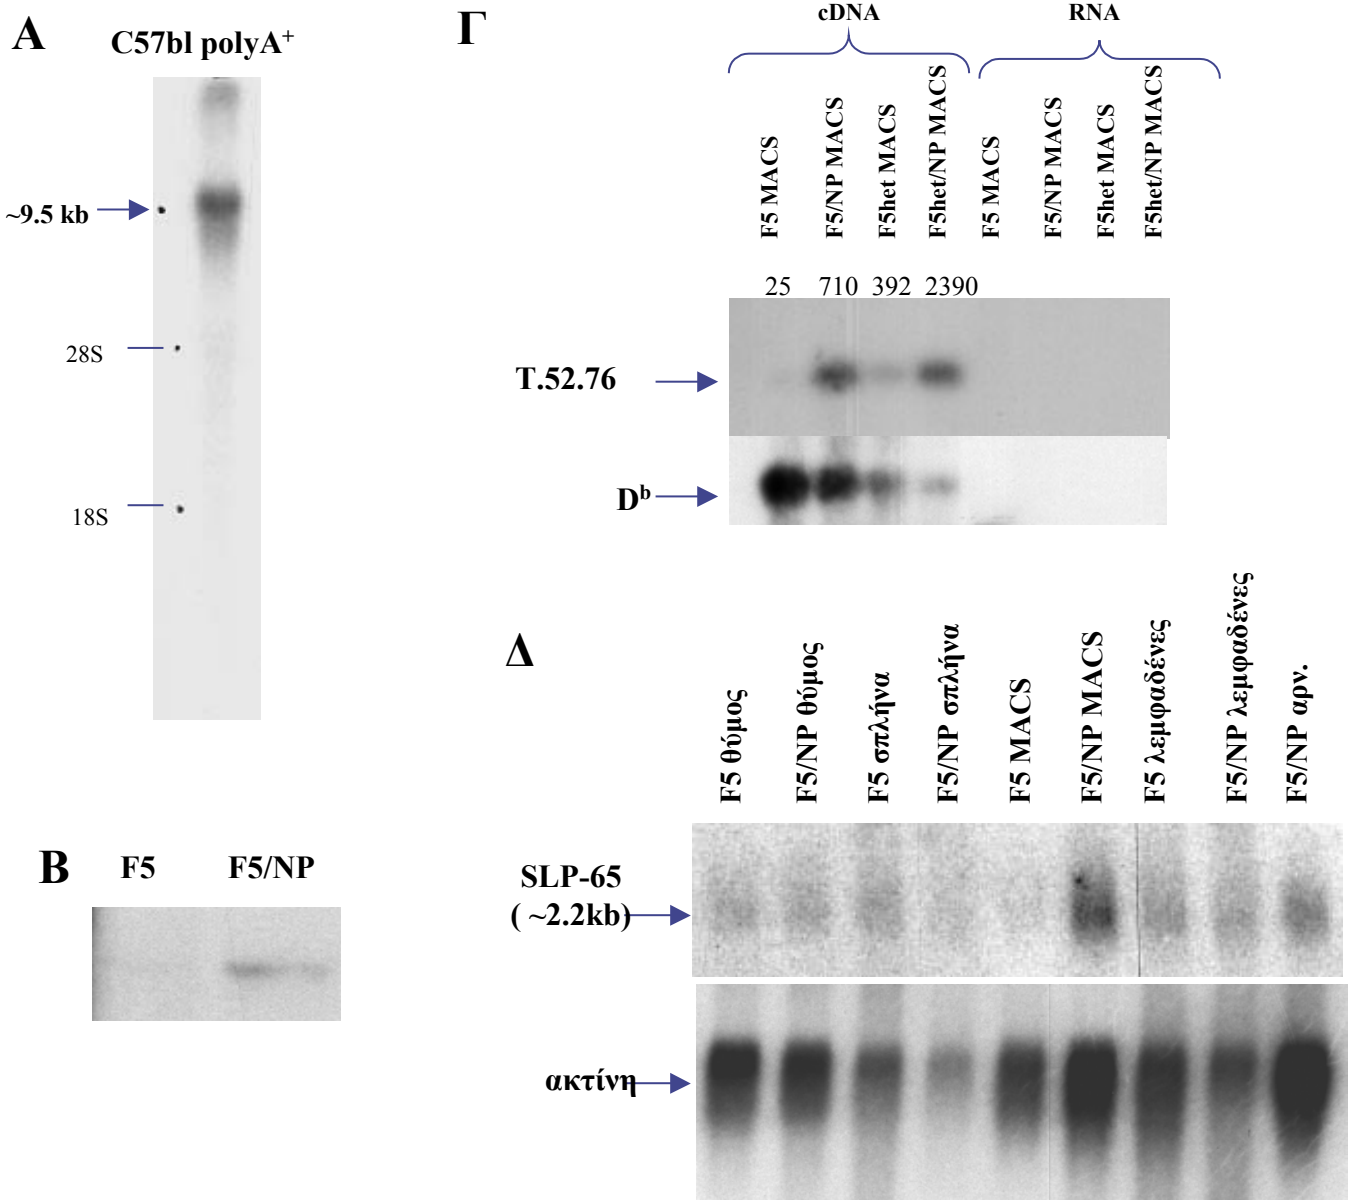 A
C57bl polyA+
~9.5 kb
28S
18S
B
F5
F5/NP
Γ
cDNA
RNA
F5 MACS
F5/NP MACS
F5het MACS
F5het/NP MACS
F5 MACS
F5/NP MACS
F5het MACS
F5het/NP MACS
25 710 392 2390
T.52.76
Db
Δ
F5 θύμος
F5/NP θύμος
F5 σπλήνα
F5/NP σπλήνα
F5 MACS
F5/NP MACS
F5 λεμφαδένες
F5/NP λεμφαδένες
F5/NP αρν.
SLP-65
( ~2.2kb)
ακτίνη